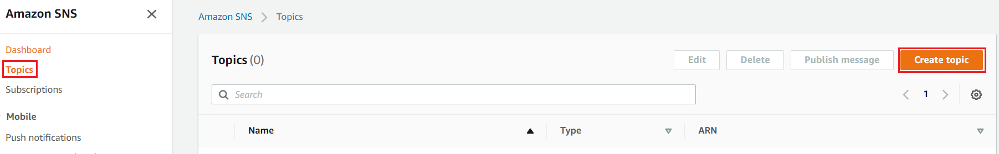 Amazon SNS
Dashboard
Topics
Subscriptions
Mobile
Push notifications
Amazon SNS > Topics
Topics (0)
Edit
Delete
Publish message
Create topic
Search
1
Name
Type
ARN